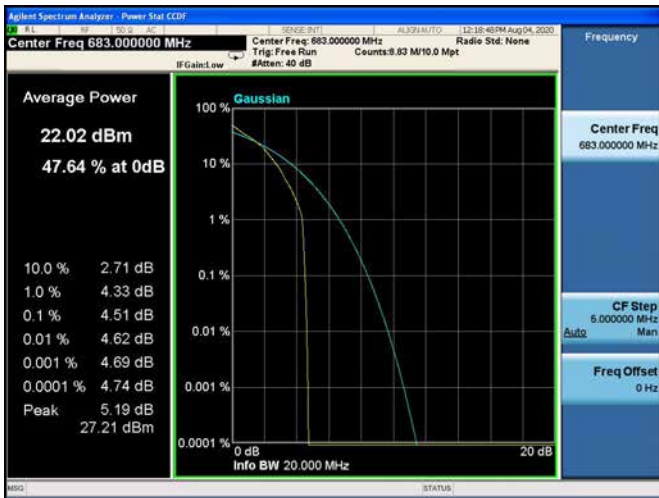 Agilent Spectrum Analyzer - Power Stat CCDF
RL RF 50 Ω AC SENSE:INT ALIGN AUTO 12:18:48 PM Aug 04, 2020
Center Freq 683.000000 MHz
Center Freq: 683.000000 MHz Radio Std: None
Trig: Free Run Counts:8.83 M/10.0 Mpt
IFGain:Low #Atten: 40 dB
Frequency
Average Power
22.02 dBm
47.64 % at 0dB
10.0 % 2.71 dB
1.0 % 4.33 dB
0.1 % 4.51 dB
0.01 % 4.62 dB
0.001 % 4.69 dB
0.0001 % 4.74 dB
Peak 5.19 dB
27.21 dBm
Gaussian
100 %
10 %
1 %
0.1 %
0.01 %
0.001 %
0.0001 %
0 dB 20 dB
Info BW 20.000 MHz
Center Freq
683.000000 MHz
CF Step
5.000000 MHz
Auto Man
Freq Offset
0 Hz
MSG STATUS